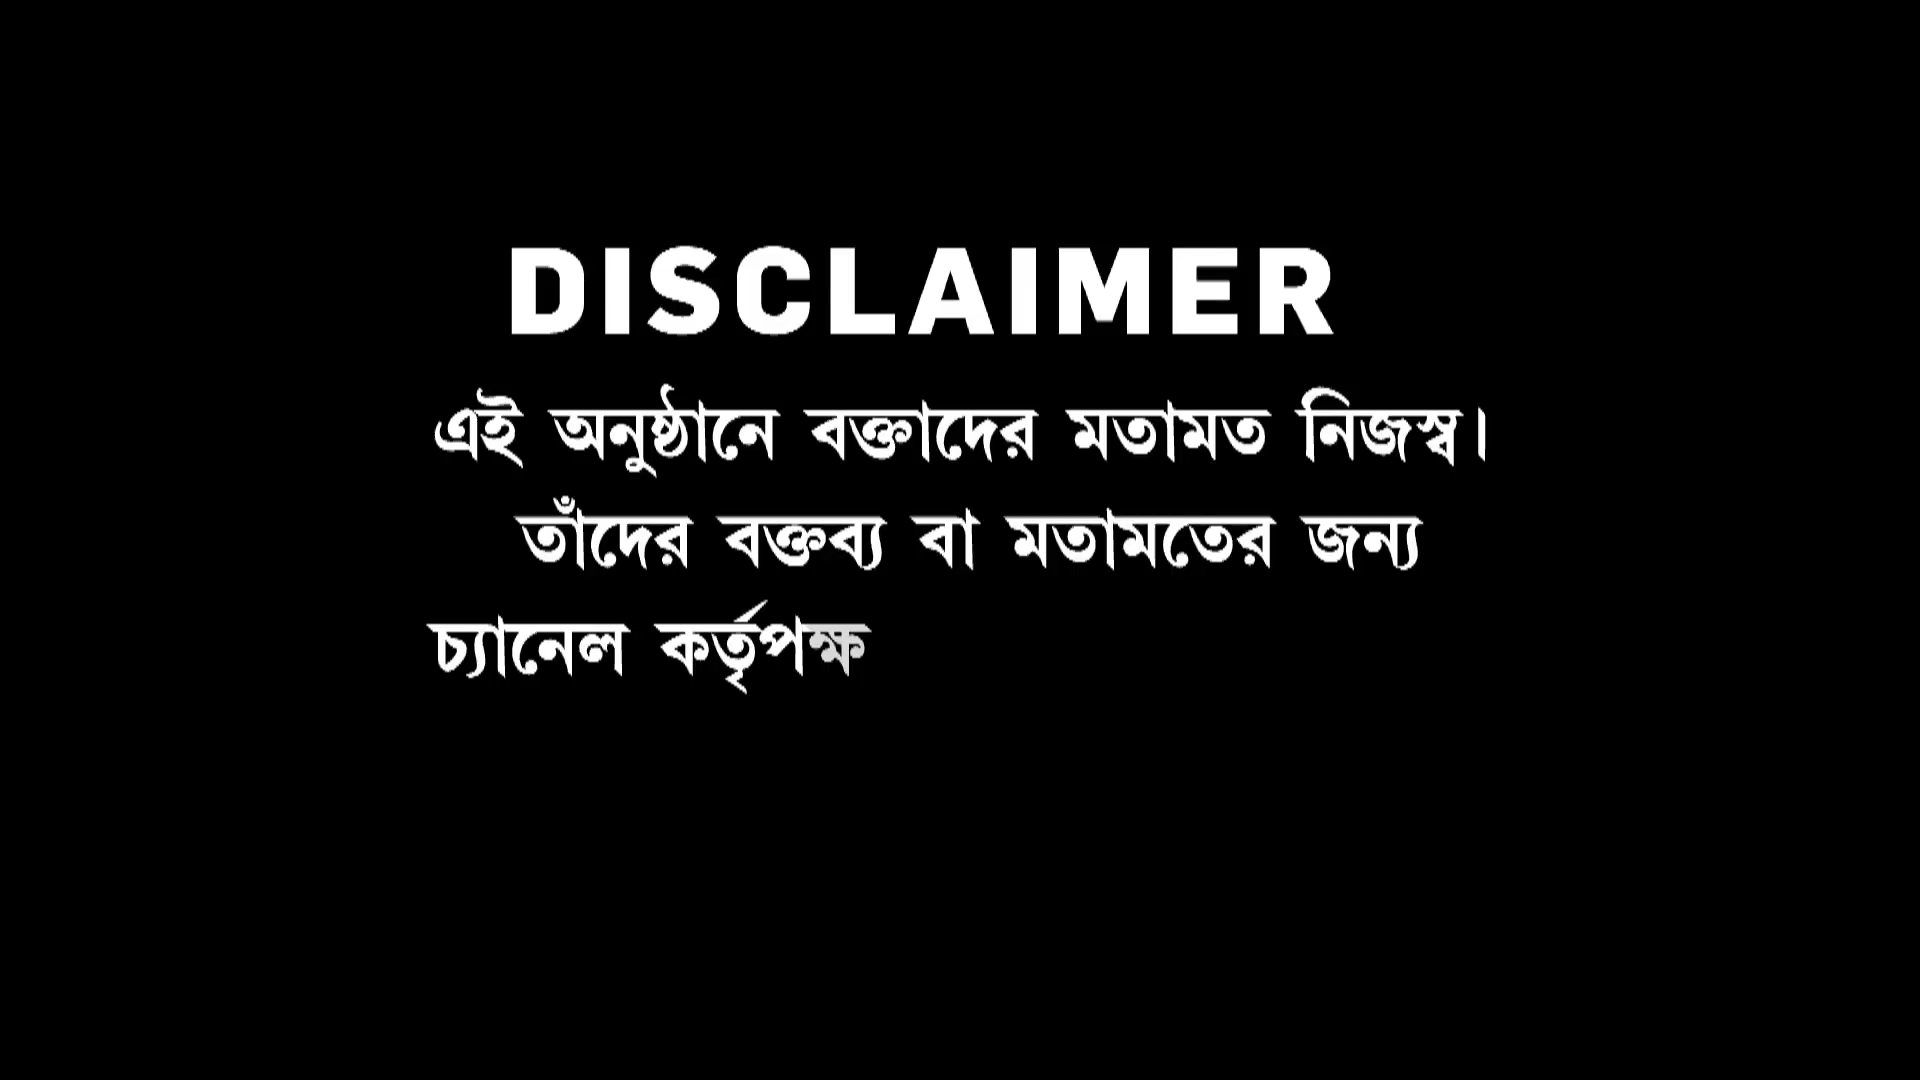 DISCLAIMER
এই অনুষ্ঠানে বক্তাদের মতামত নিজস্ব।
তাঁদের বক্তব্য বা মতামতের জন্য
চ্যানেল কর্তৃপক্ষ